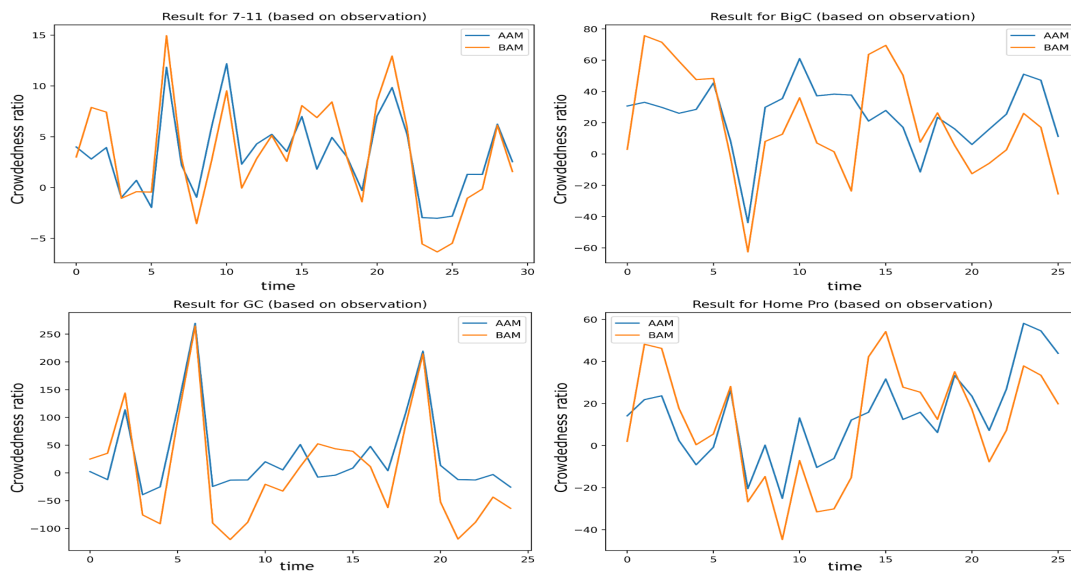 Result for 7-11 (based on observation)
AAM
BAM
15
10
5
0
−5
Crowdedness ratio
0 5 10 15 20 25 30
time
Result for BigC (based on observation)
AAM
BAM
80
60
40
20
0
−20
−40
−60
Crowdedness ratio
0 5 10 15 20 25
time
Result for GC (based on observation)
AAM
BAM
250
200
150
100
50
0
−50
−100
Crowdedness ratio
0 5 10 15 20 25
time
Result for Home Pro (based on observation)
AAM
BAM
60
40
20
0
−20
−40
Crowdedness ratio
0 5 10 15 20 25
time